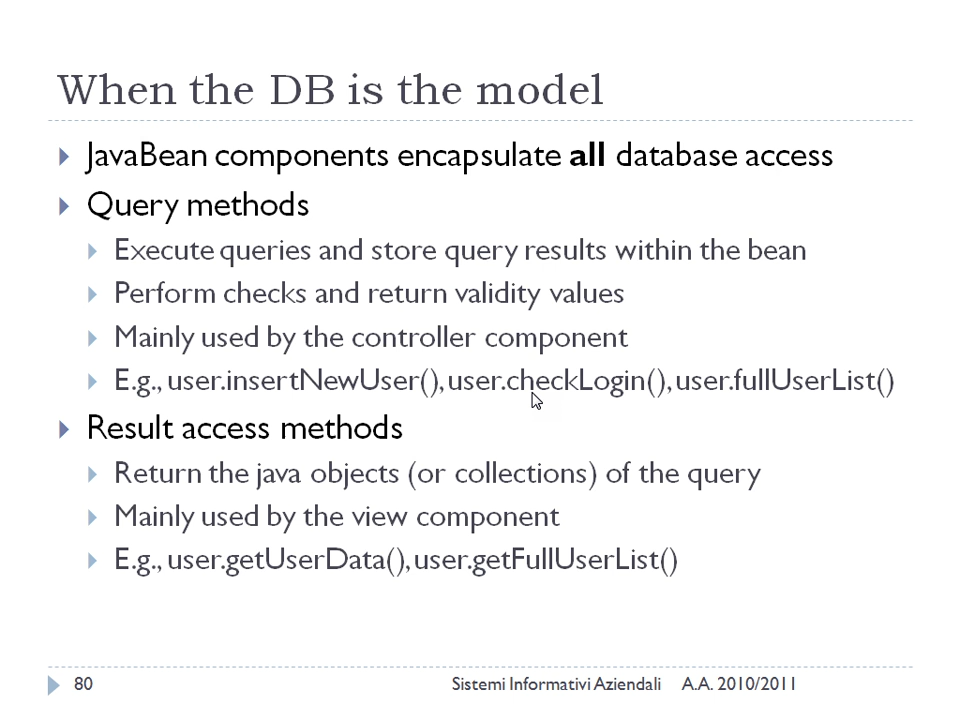 When the DB is the model
JavaBean components encapsulate all database access
Query methods
Execute queries and store query results within the bean
Perform checks and return validity values
Mainly used by the controller component
E.g., user.insertNewUser(), user.checkLogin(), user.fullUserList()
Result access methods
Return the java objects (or collections) of the query
Mainly used by the view component
E.g., user.getUserData(), user.getFullUserList()
80 Sistemi Informativi Aziendali A.A. 2010/2011